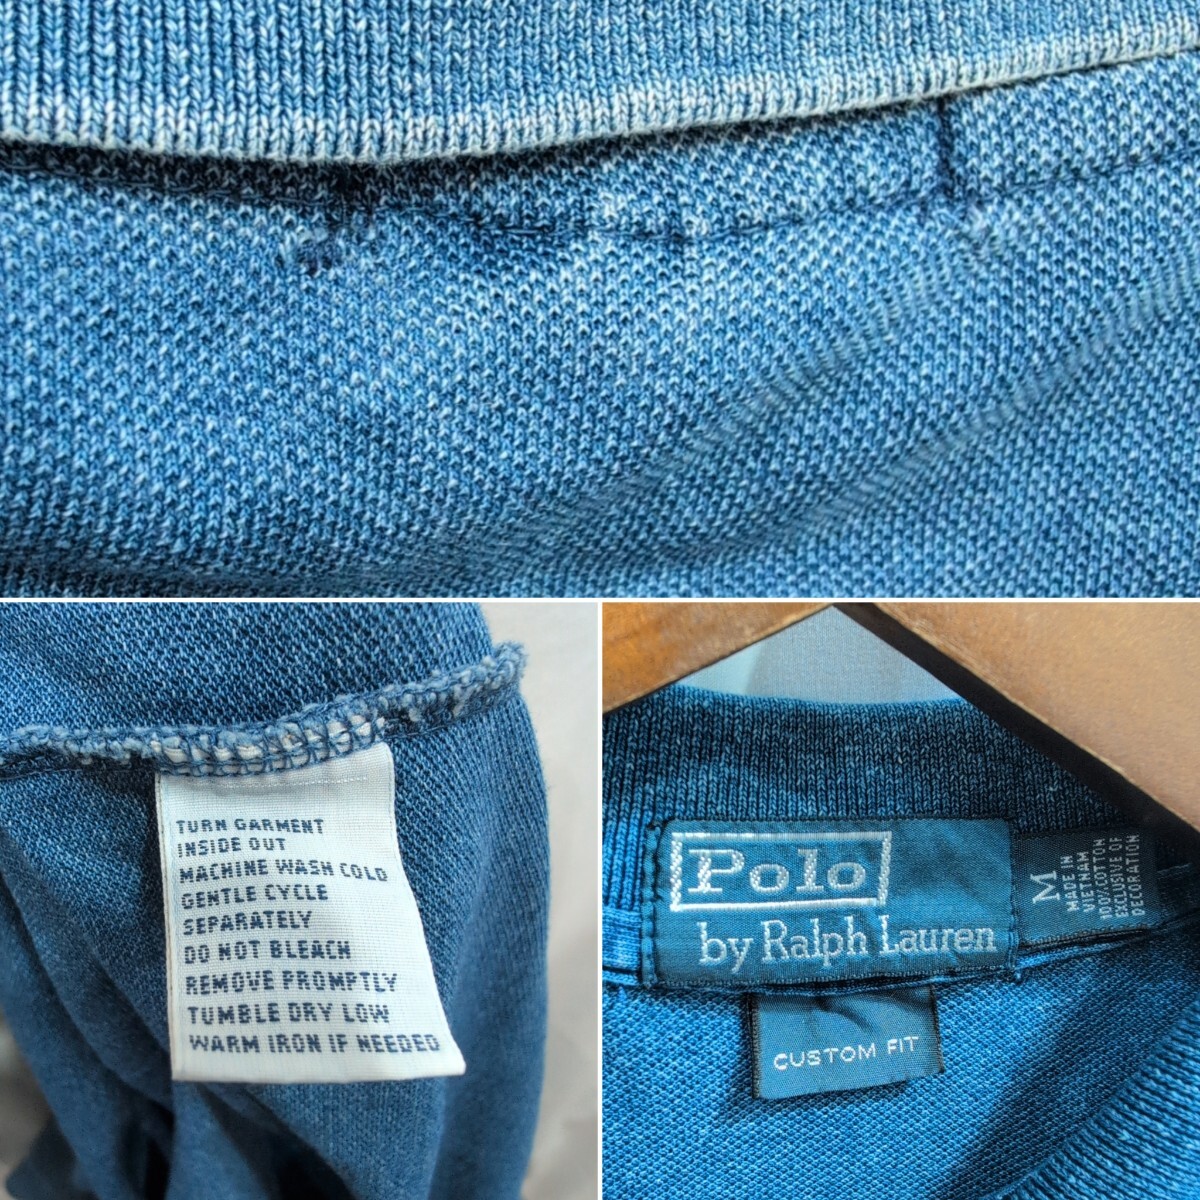 TURN GARMENT
INSIDE OUT
MACHINE WASH COLD
GENTLE CYCLE
SEPARATELY
DO NOT BLEACH
REMOVE PROMPTLY
TUMBLE DRY LOW
WARM IRON IF NEEDED
Polo
by Ralph Lauren
M
MADE IN
VIETNAM
100% COTTON
EXCLUSIVE OF
DECORATION
CUSTOM FIT